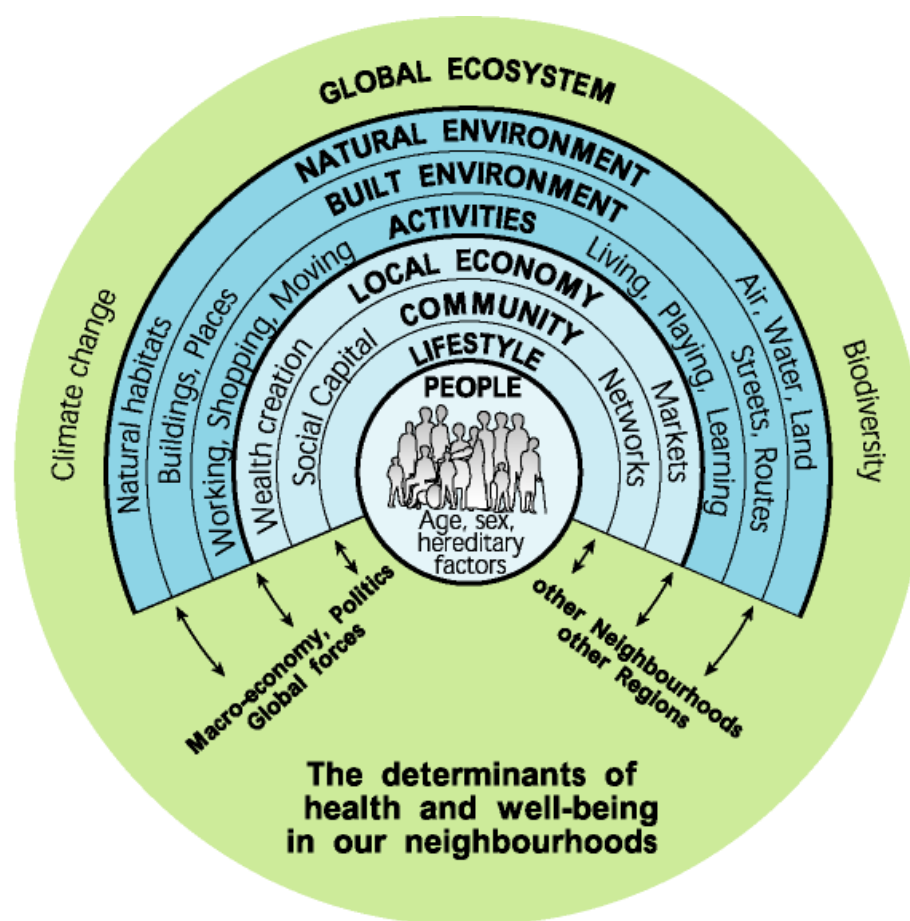 GLOBAL ECOSYSTEM
NATURAL ENVIRONMENT
BUILT ENVIRONMENT
ACTIVITIES
LOCAL ECONOMY
COMMUNITY
LIFESTYLE
PEOPLE
Age, sex,
hereditary
factors
Climate change
Natural habitats
Buildings, Places
Working, Shopping, Moving
Wealth creation
Social Capital
Networks
Markets
Living, Playing, Learning
Streets, Routes
Air, Water, Land
Biodiversity
Macro-economy, Politics
Global forces
other Neighbourhoods
other Regions
The determinants of
health and well-being
in our neighbourhoods